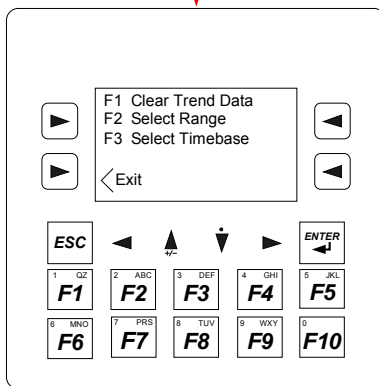 F1 Clear Trend Data
F2 Select Range
F3 Select Timebase
Exit
ESC
+/-
ENTER
1 QZ
F1
2 ABC
F2
3 DEF
F3
4 GHI
F4
5 JKL
F5
6 MNO
F6
7 PRS
F7
8 TUV
F8
9 WXY
F9
0
F10